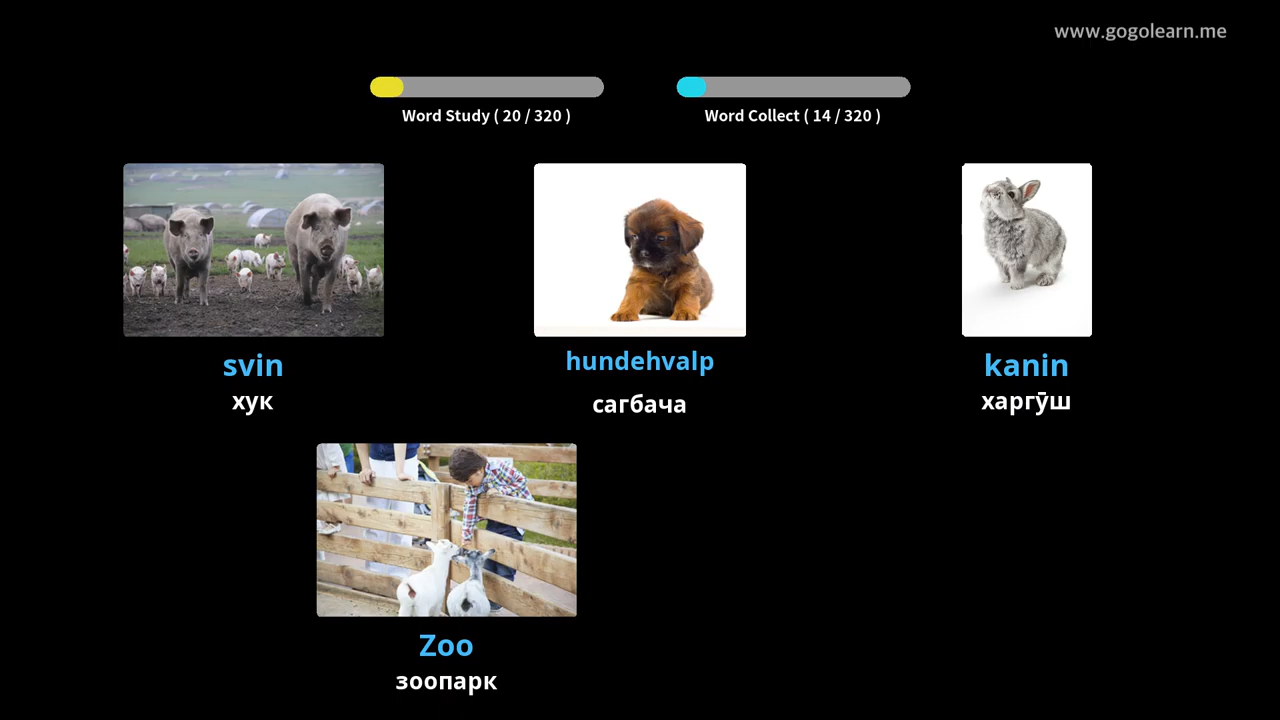 www.gogolearn.me
Word Study ( 20 / 320 )
Word Collect ( 14 / 320 )
svin
хук
hundehvalp
сагбача
kanin
харгӯш
Zoo
зоопарк